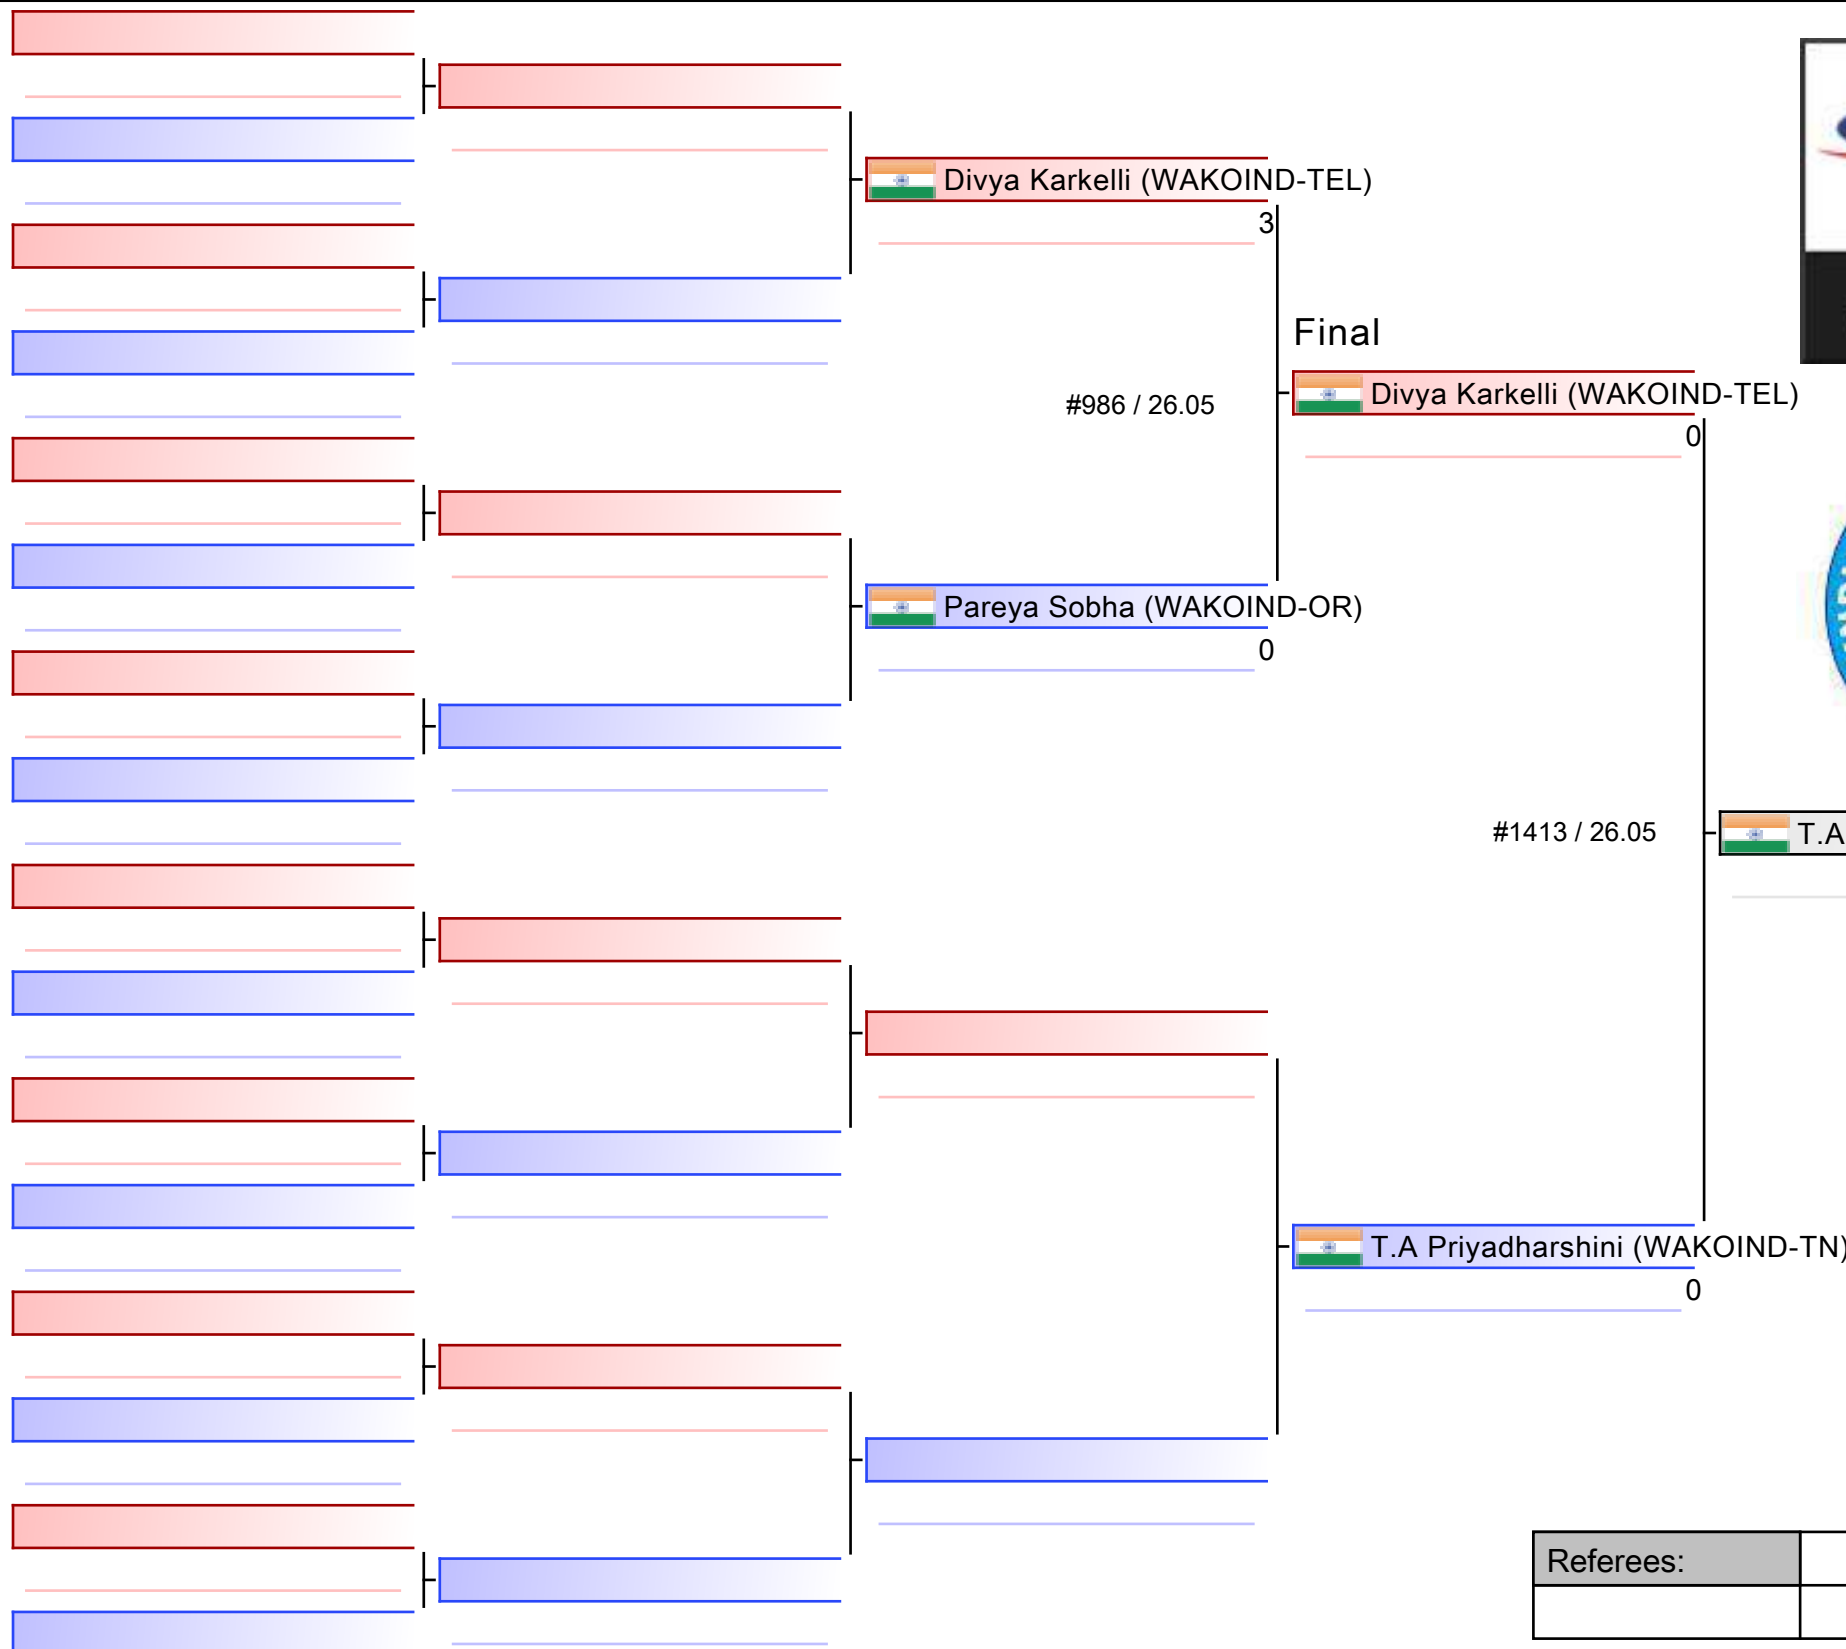 Divya Karkelli (WAKOIND-TEL)
3
Final
#986 / 26.05
Divya Karkelli (WAKOIND-TEL)
0
Pareya Sobha (WAKOIND-OR)
0
#1413 / 26.05
T.A
T.A Priyadharshini (WAKOIND-TN)
0
Referees: